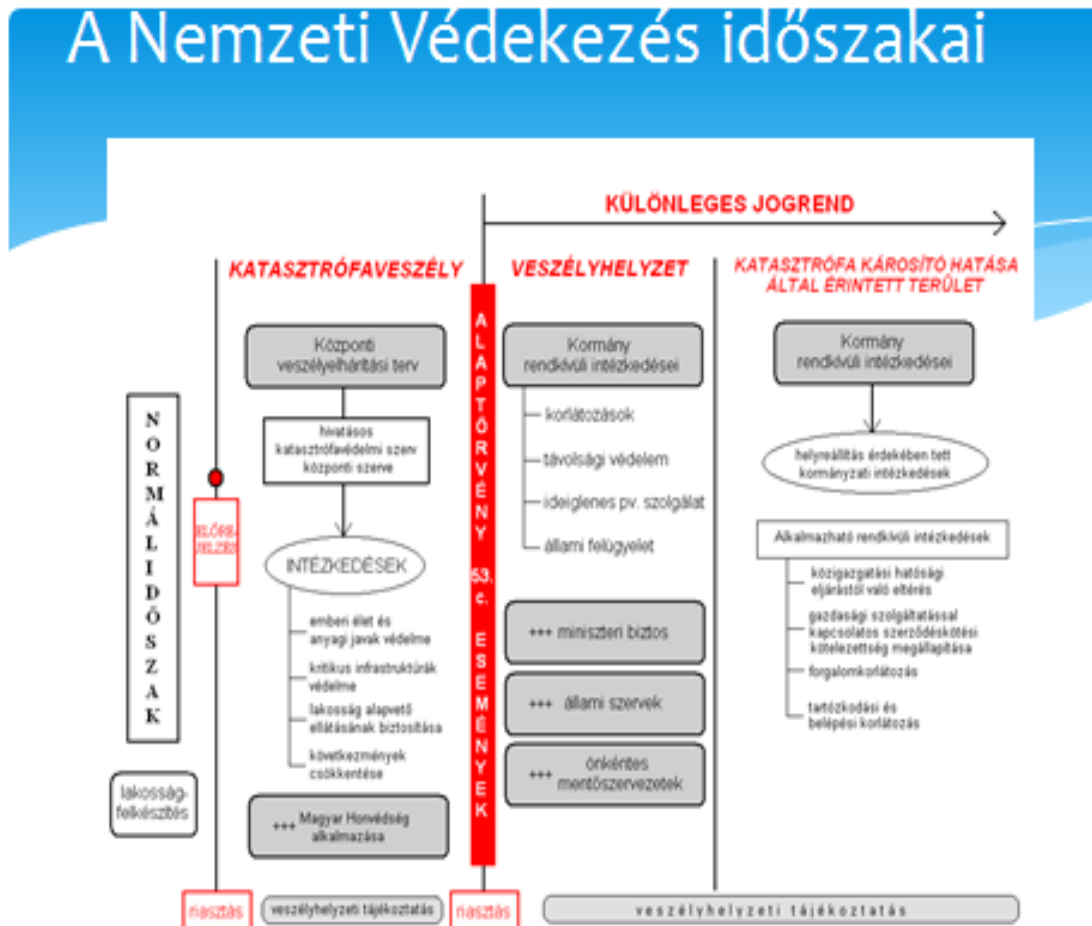 A Nemzeti Védekezés időszakai
KÜLÖNLEGES JOGREND
NORMÁLIDŐSZAK
lakosság-
felkészítés
ELŐRE-
JELZÉS
riasztás
KATASZTRÓFAVESZÉLY
Központi
veszélyelhárítási terv
hivatásos
katasztrófavédelmi szerv
központi szerve
INTÉZKEDÉSEK
emberi élet és
anyagi javak védelme
kritikus infrastruktúrák
védelme
lakosság alapvető
ellátásának biztosítása
következmények
csökkentése
+++ Magyar Honvédség
alkalmazása
veszélyhelyzeti tájékoztatás
ALAPTÖRVÉNY 53. c. ESEMÉNYEK
riasztás
VESZÉLYHELYZET
Kormány
rendkívüli intézkedései
korlátozások
távolsági védelem
ideiglenes pv. szolgálat
állami felügyelet
+++ miniszteri biztos
+++ állami szervek
+++ önkéntes
mentőszervezetek
KATASZTRÓFA KÁROSÍTÓ HATÁSA
ÁLTAL ÉRINTETT TERÜLET
Kormány
rendkívüli intézkedései
helyreállítás érdekében tett
kormányzati intézkedések
Alkalmazható rendkívüli intézkedések
közigazgatási hatósági
eljárástól való eltérés
gazdasági szolgáltatással
kapcsolatos szerződéskötési
kötelezettség megállapítása
forgalomkorlátozás
tartózkodási és
belépési korlátozás
veszélyhelyzeti tájékoztatás